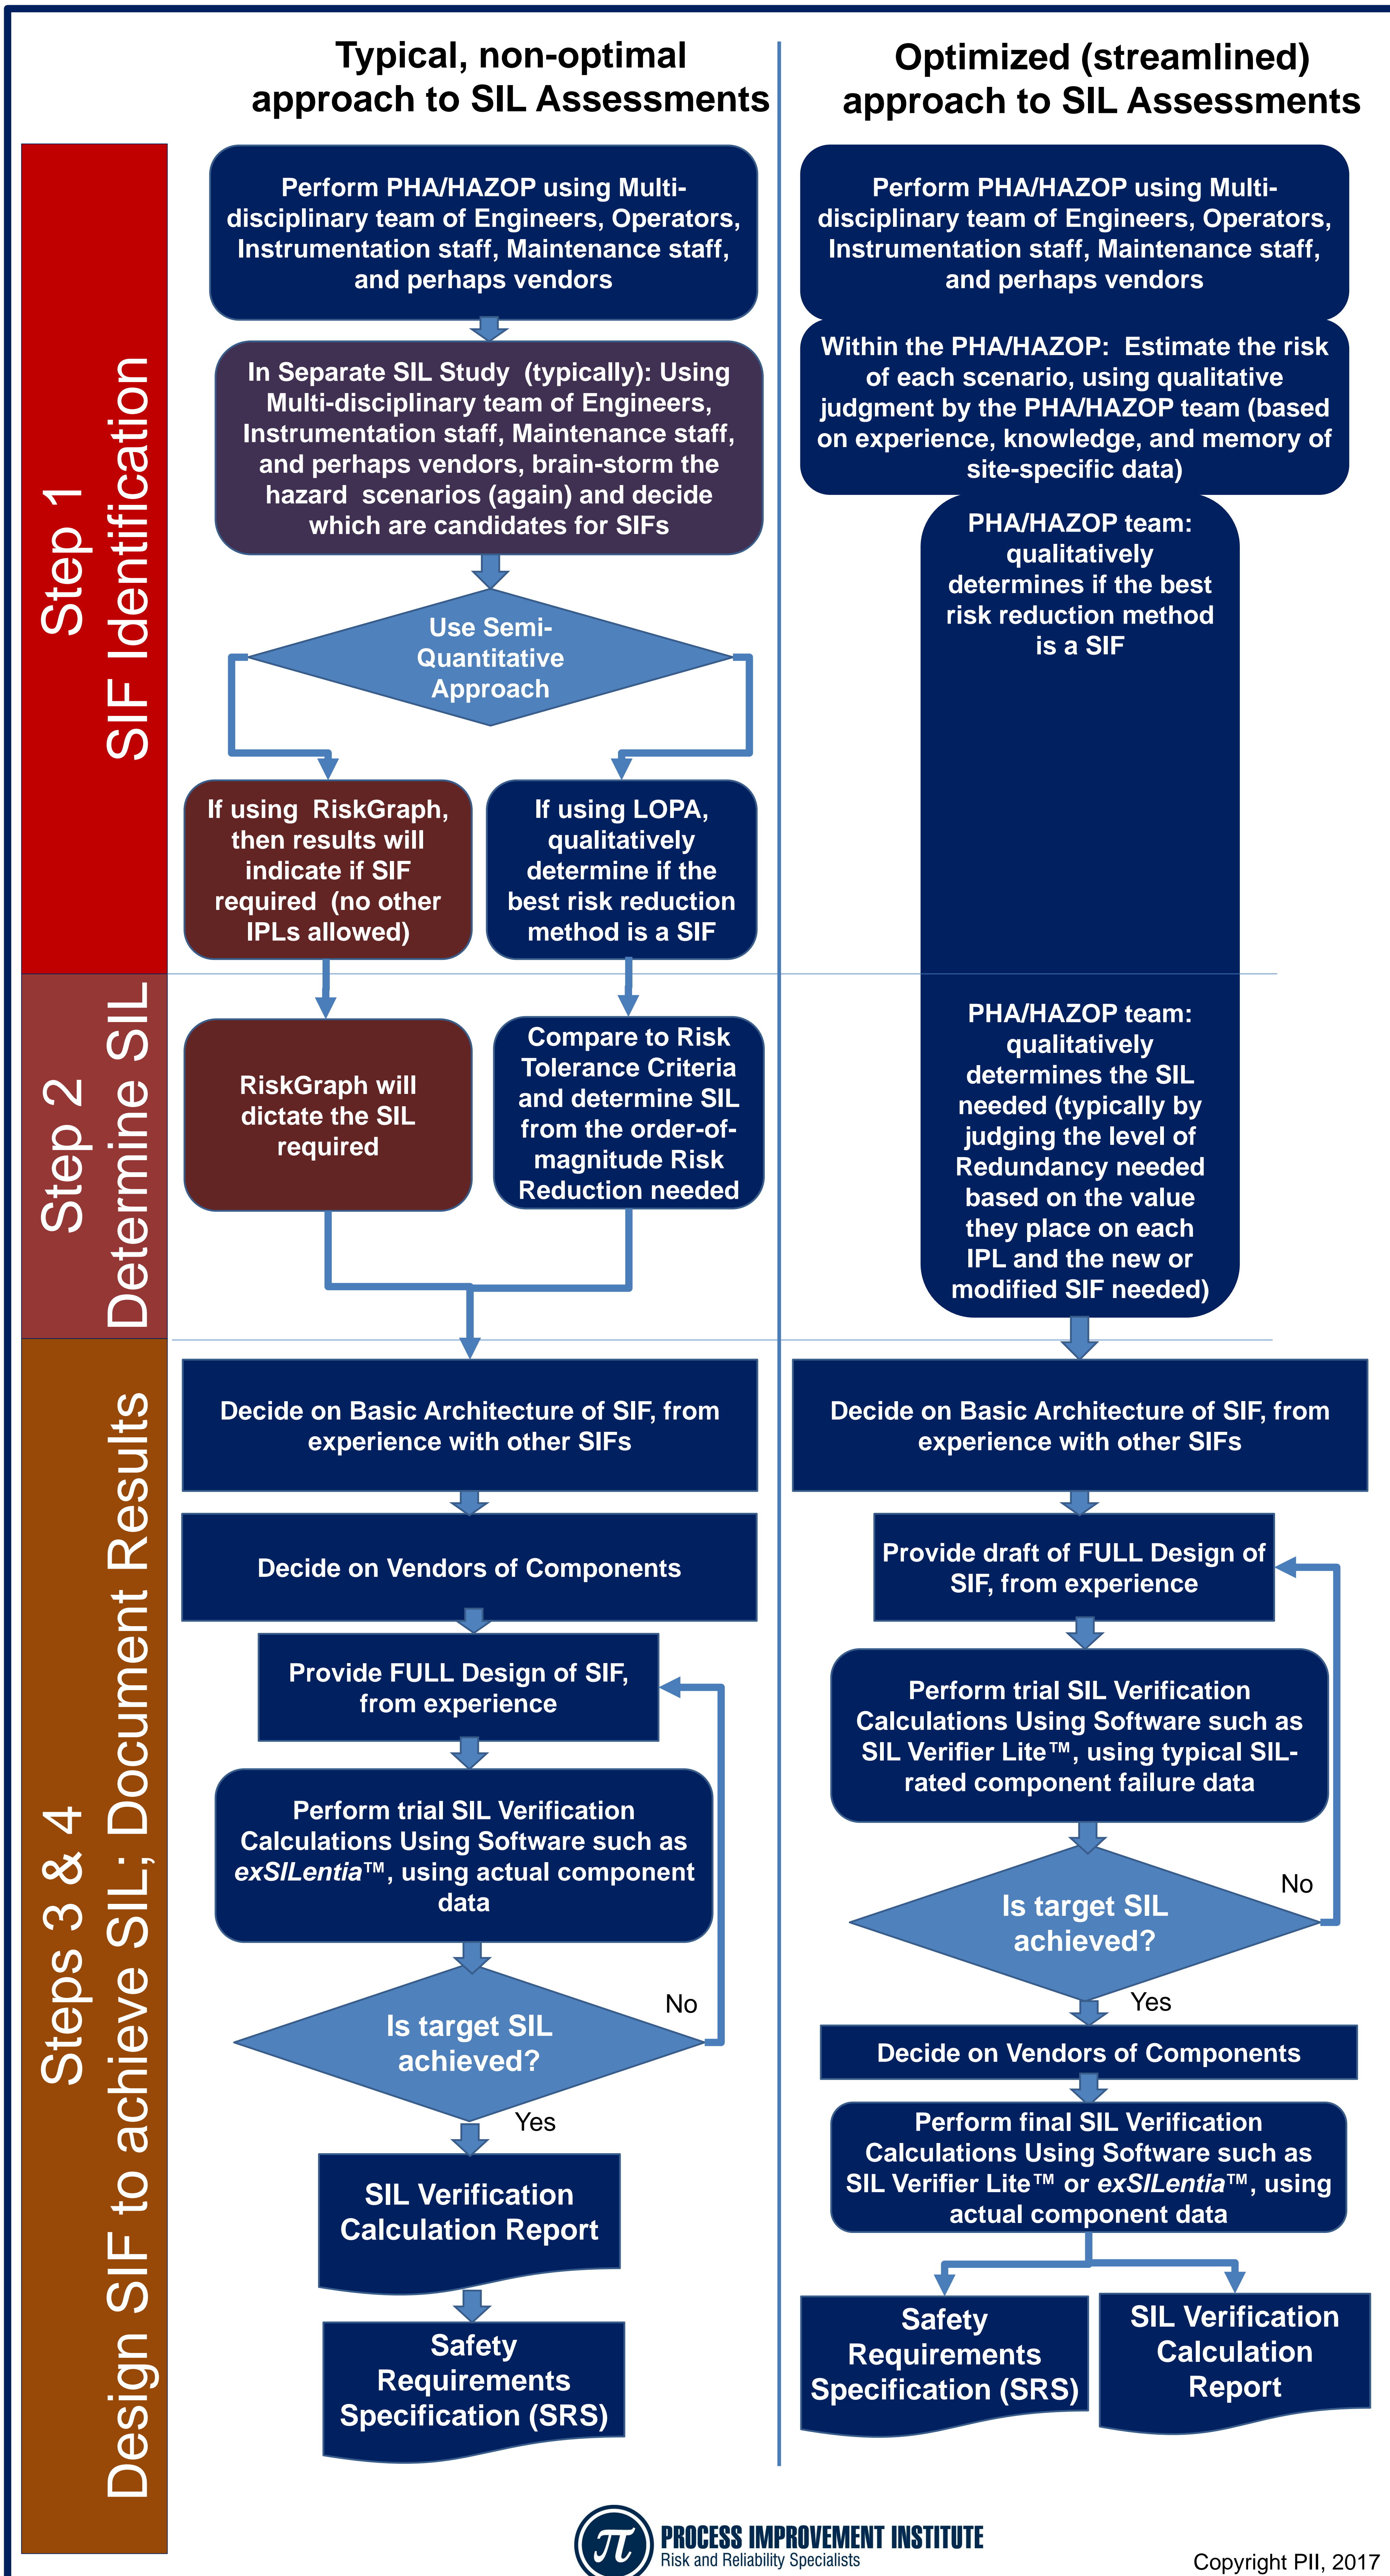 Typical, non-optimal
approach to SIL Assessments
Optimized (streamlined)
approach to SIL Assessments
Step 1
SIF Identification
Perform PHA/HAZOP using Multi-
disciplinary team of Engineers, Operators,
Instrumentation staff, Maintenance staff,
and perhaps vendors
In Separate SIL Study (typically): Using
Multi-disciplinary team of Engineers,
Instrumentation staff, Maintenance staff,
and perhaps vendors, brain-storm the
hazard scenarios (again) and decide
which are candidates for SIFs
Use Semi-
Quantitative
Approach
If using RiskGraph,
then results will
indicate if SIF
required (no other
IPLs allowed)
If using LOPA,
qualitatively
determine if the
best risk reduction
method is a SIF
Perform PHA/HAZOP using Multi-
disciplinary team of Engineers, Operators,
Instrumentation staff, Maintenance staff,
and perhaps vendors
Within the PHA/HAZOP: Estimate the risk
of each scenario, using qualitative
judgment by the PHA/HAZOP team (based
on experience, knowledge, and memory of
site-specific data)
PHA/HAZOP team:
qualitatively
determines if the best
risk reduction method
is a SIF
Step 2
Determine SIL
RiskGraph will
dictate the SIL
required
Compare to Risk
Tolerance Criteria
and determine SIL
from the order-of-
magnitude Risk
Reduction needed
PHA/HAZOP team:
qualitatively
determines the SIL
needed (typically by
judging the level of
Redundancy needed
based on the value
they place on each
IPL and the new or
modified SIF needed)
Steps 3 & 4
Design SIF to achieve SIL; Document Results
Decide on Basic Architecture of SIF, from
experience with other SIFs
Decide on Vendors of Components
Provide FULL Design of SIF,
from experience
Perform trial SIL Verification
Calculations Using Software such as
exSILentia™, using actual component
data
Is target SIL
achieved?
No
Yes
SIL Verification
Calculation Report
Safety
Requirements
Specification (SRS)
Decide on Basic Architecture of SIF, from
experience with other SIFs
Provide draft of FULL Design of
SIF, from experience
Perform trial SIL Verification
Calculations Using Software such as
SIL Verifier Lite™, using typical SIL-
rated component failure data
Is target SIL
achieved?
No
Yes
Decide on Vendors of Components
Perform final SIL Verification
Calculations Using Software such as
SIL Verifier Lite™ or exSILentia™, using
actual component data
Safety
Requirements
Specification (SRS)
SIL Verification
Calculation
Report
π
PROCESS IMPROVEMENT INSTITUTE
Risk and Reliability Specialists
Copyright PII, 2017